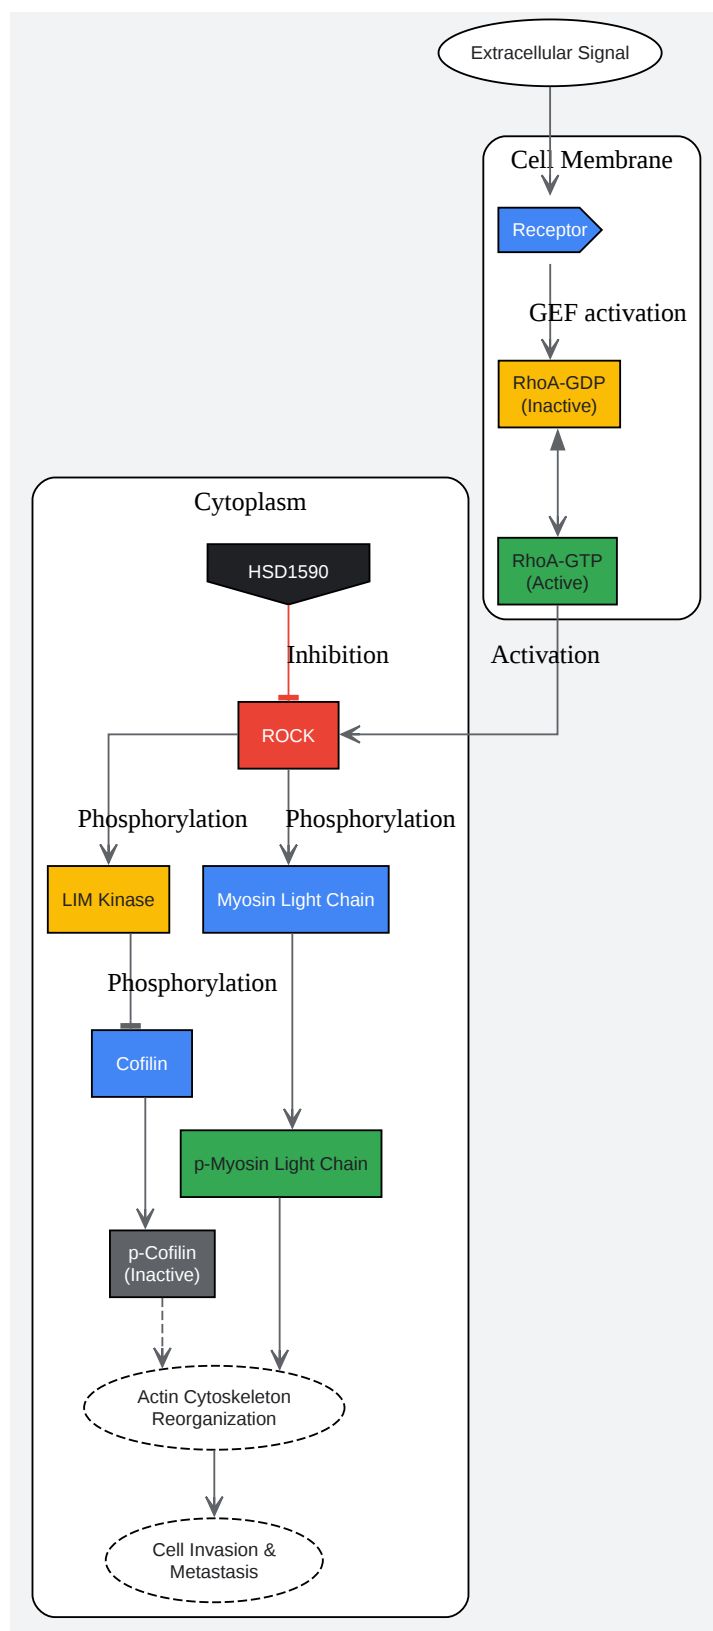 Extracellular Signal
Cell Membrane
Receptor
GEF activation
RhoA-GDP
(Inactive)
Cytoplasm
RhoA-GTP
(Active)
HSD1590
Inhibition
Activation
ROCK
Phosphorylation
Phosphorylation
LIM Kinase
Myosin Light Chain
Phosphorylation
Cofilin
p-Myosin Light Chain
p-Cofilin
(Inactive)
Actin Cytoskeleton
Reorganization
Cell Invasion &
Metastasis